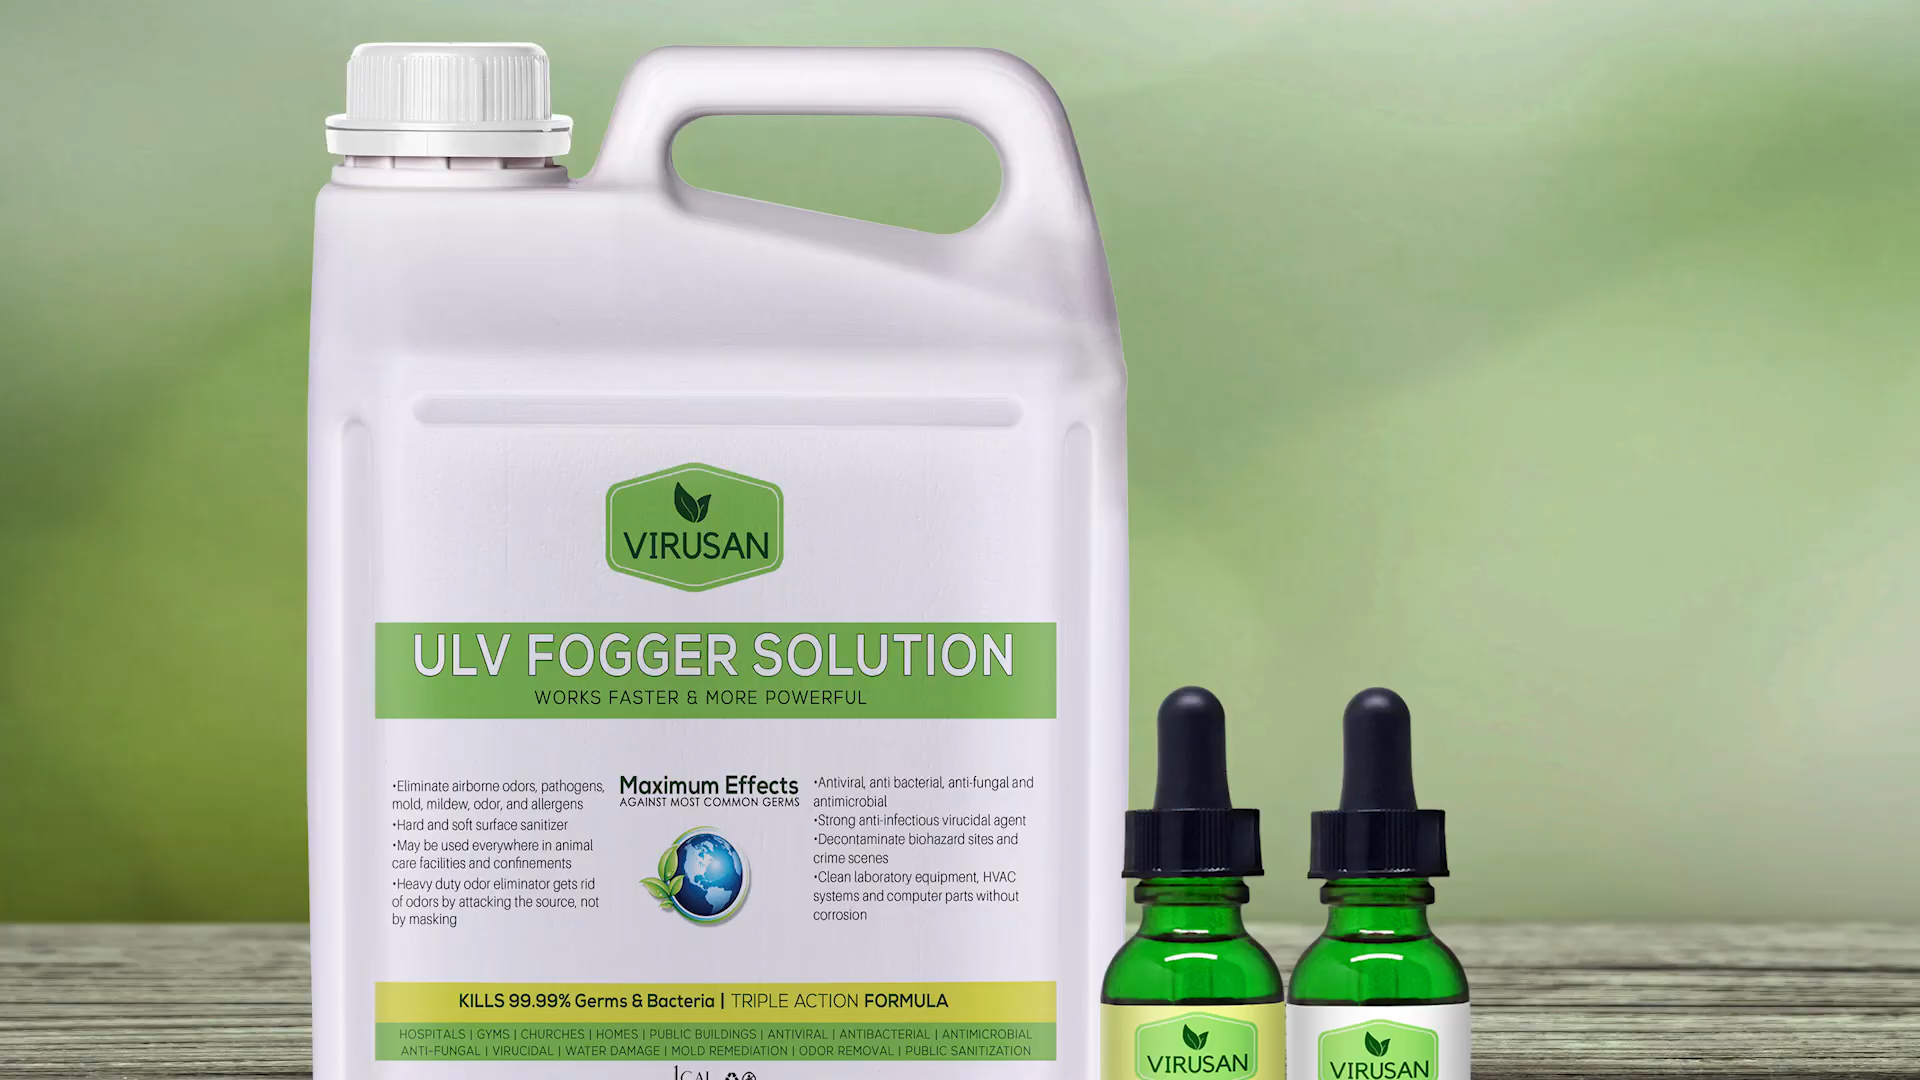 VIRUSAN
ULV FOGGER SOLUTION
WORKS FASTER & MORE POWERFUL
•Eliminate airborne odors, pathogens,
mold, mildew, odor, and allergens
•Hard and soft surface sanitizer
•May be used everywhere in animal
care facilities and confinements
•Heavy duty odor eliminator gets rid
of odors by attacking the source, not
by masking
Maximum Effects
AGAINST MOST COMMON GERMS
•Antiviral, anti bacterial, anti-fungal and
antimicrobial
•Strong anti-infectious virucidal agent
•Decontaminate biohazard sites and
crime scenes
•Clean laboratory equipment, HVAC
systems and computer parts without
corrosion
KILLS 99.99% Germs & Bacteria | TRIPLE ACTION FORMULA
HOSPITALS | GYMS | CHURCHES | HOMES | PUBLIC BUILDINGS | ANTIVIRAL | ANTIBACTERIAL | ANTIMICROBIAL
ANTI-FUNGAL | VIRUCIDAL | WATER DAMAGE | MOLD REMEDIATION | ODOR REMOVAL | PUBLIC SANITIZATION
1GAL
VIRUSAN
VIRUSAN